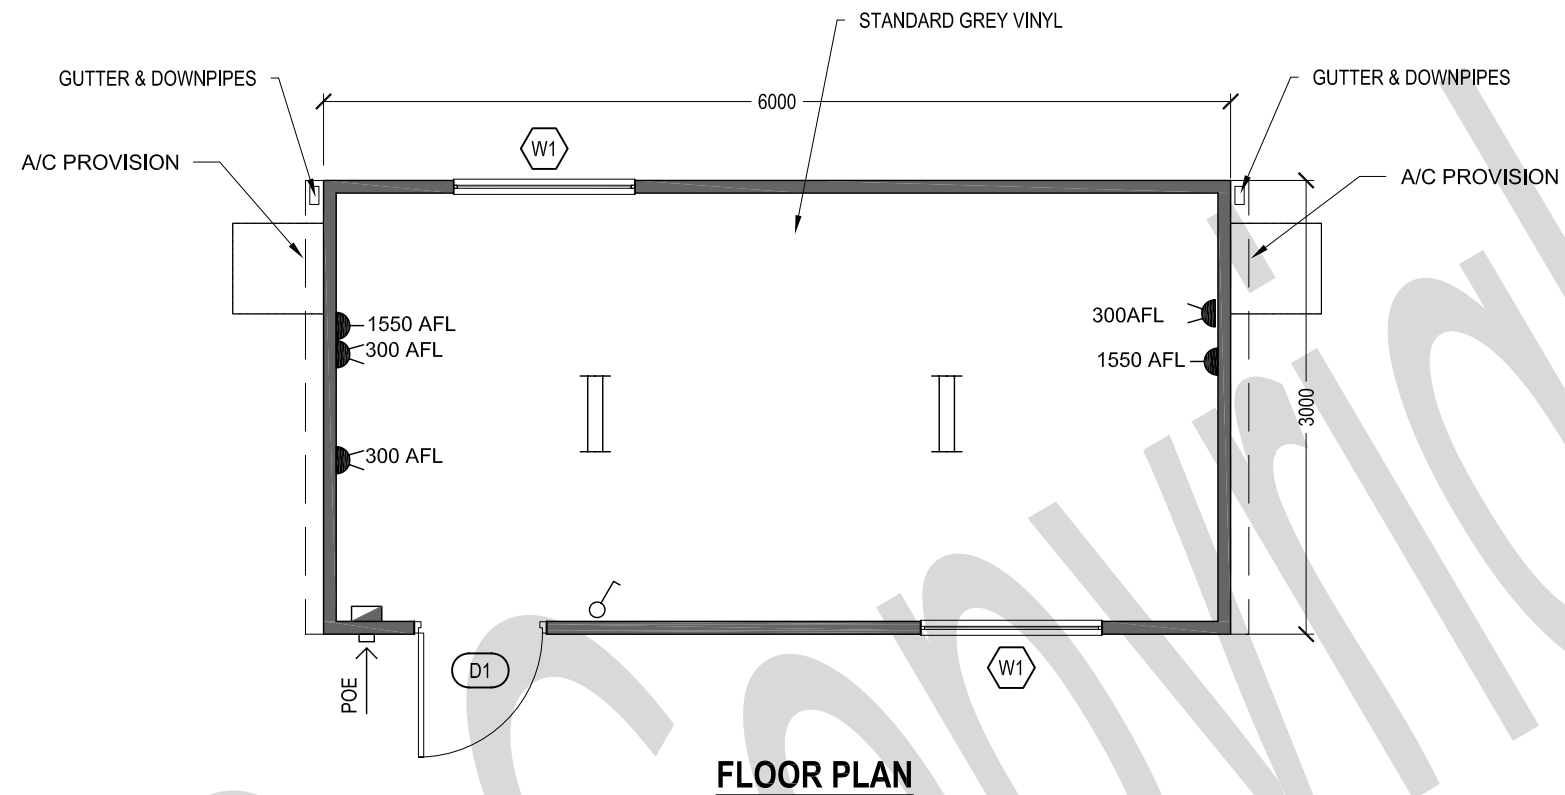 STANDARD GREY VINYL
GUTTER & DOWNPIPES
GUTTER & DOWNPIPES
6000
W1
A/C PROVISION
A/C PROVISION
1550 AFL
300AFL
300 AFL
1550 AFL
3000
300 AFL
D1
W1
POE
FLOOR PLAN